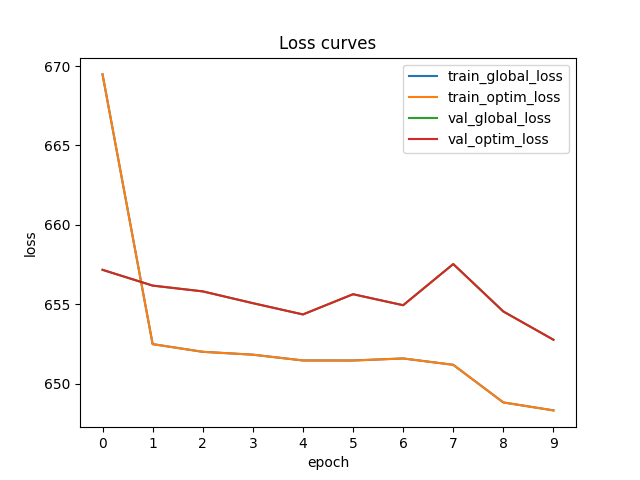 Loss curves
670
665
660
655
650
loss
train_global_loss
train_optim_loss
val_global_loss
val_optim_loss
0 1 2 3 4 5 6 7 8 9
epoch